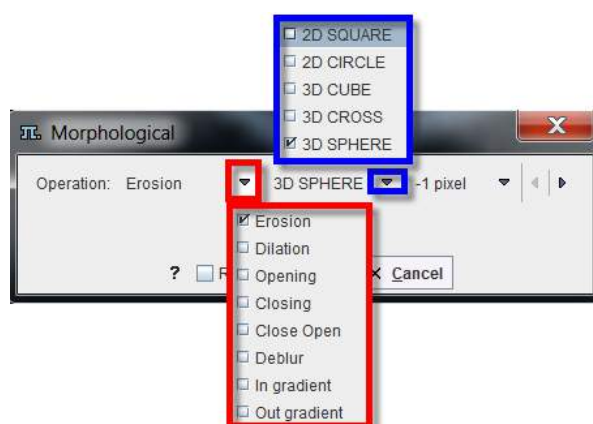 2D SQUARE
2D CIRCLE
3D CUBE
3D CROSS
3D SPHERE
Morphological
Operation: Erosion 3D SPHERE -1 pixel
Erosion
Dilation
? Opening Cancel
Closing
Close Open
Deblur
In gradient
Out gradient